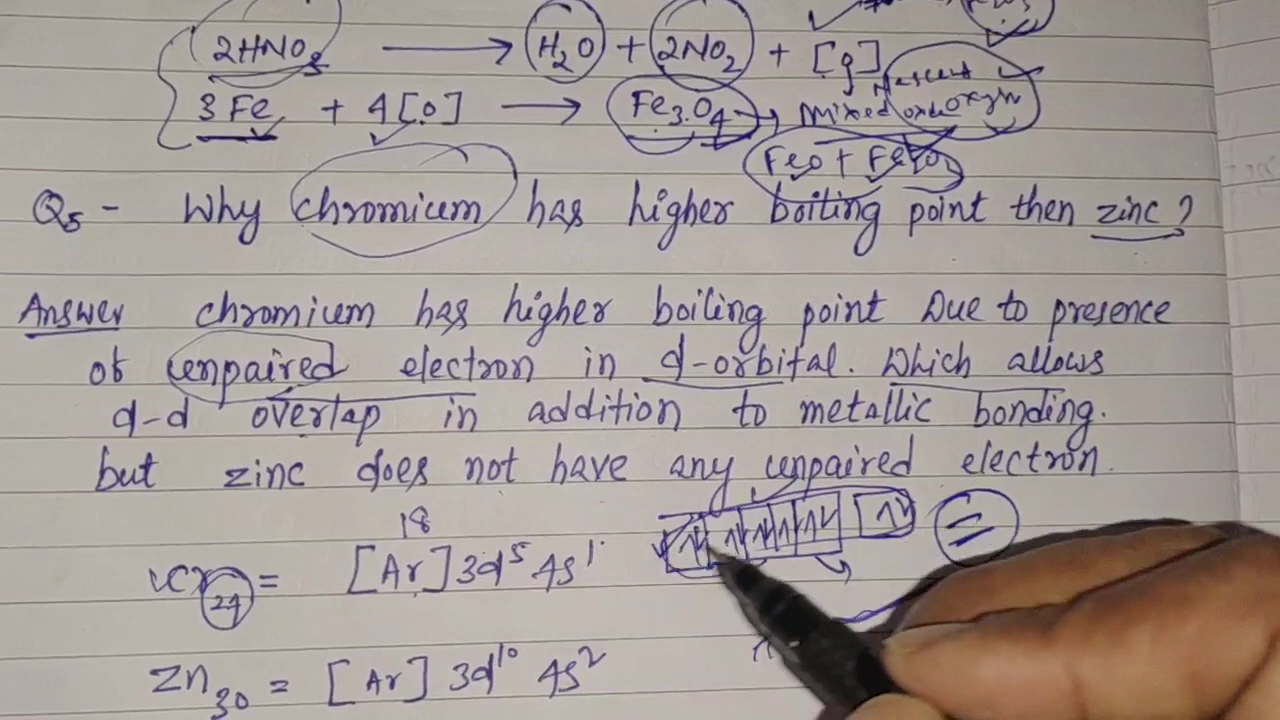 2HNO3 ⟶ H2O + 2NO2 + [O]
Nascent
oxygen
3 Fe + 4[O] ⟶ Fe3O4 → mixed oxide
FeO + Fe2O3
Q5 - Why chromium has higher boiling point then zinc?
Answer chromium has higher boiling point Due to presence
of unpaired electron in d-orbital. Which allows
d-d overlap in addition to metallic bonding.
but zinc does not have any unpaired electron.
Cr24 = [Ar]18 3d5 4s1
Zn30 = [Ar] 3d10 4s2